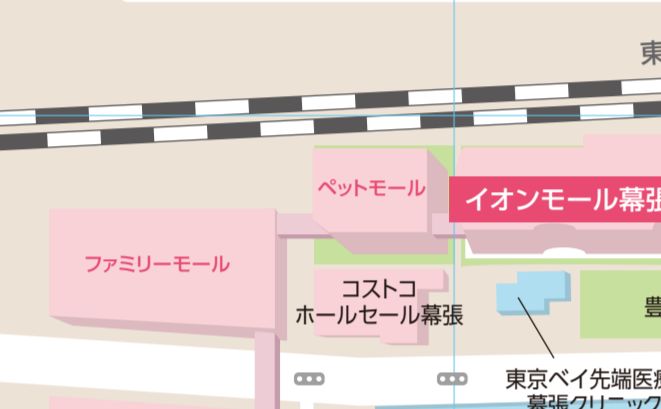 東
ペットモール
イオンモール幕張
ファミリーモール
コストコ
ホールセール幕張
豊
東京ベイ先端医療
幕張クリニック